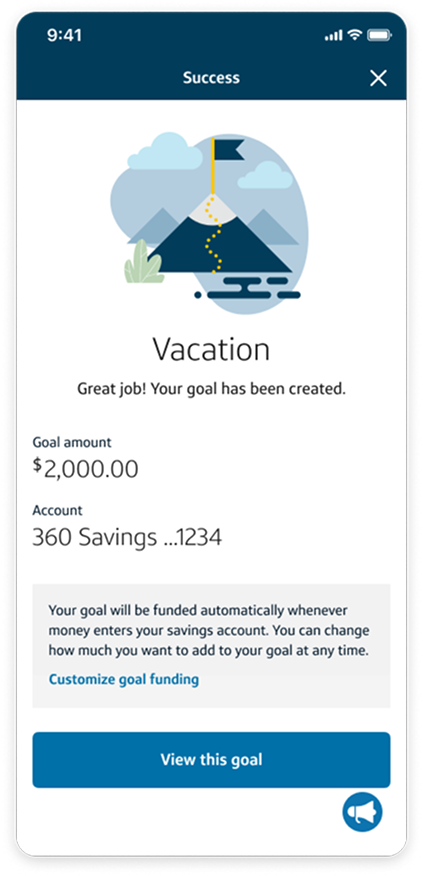 9:41
Success
Vacation
Great job! Your goal has been created.
Goal amount
$2,000.00
Account
360 Savings ...1234
Your goal will be funded automatically whenever
money enters your savings account. You can change
how much you want to add to your goal at any time.
Customize goal funding
View this goal